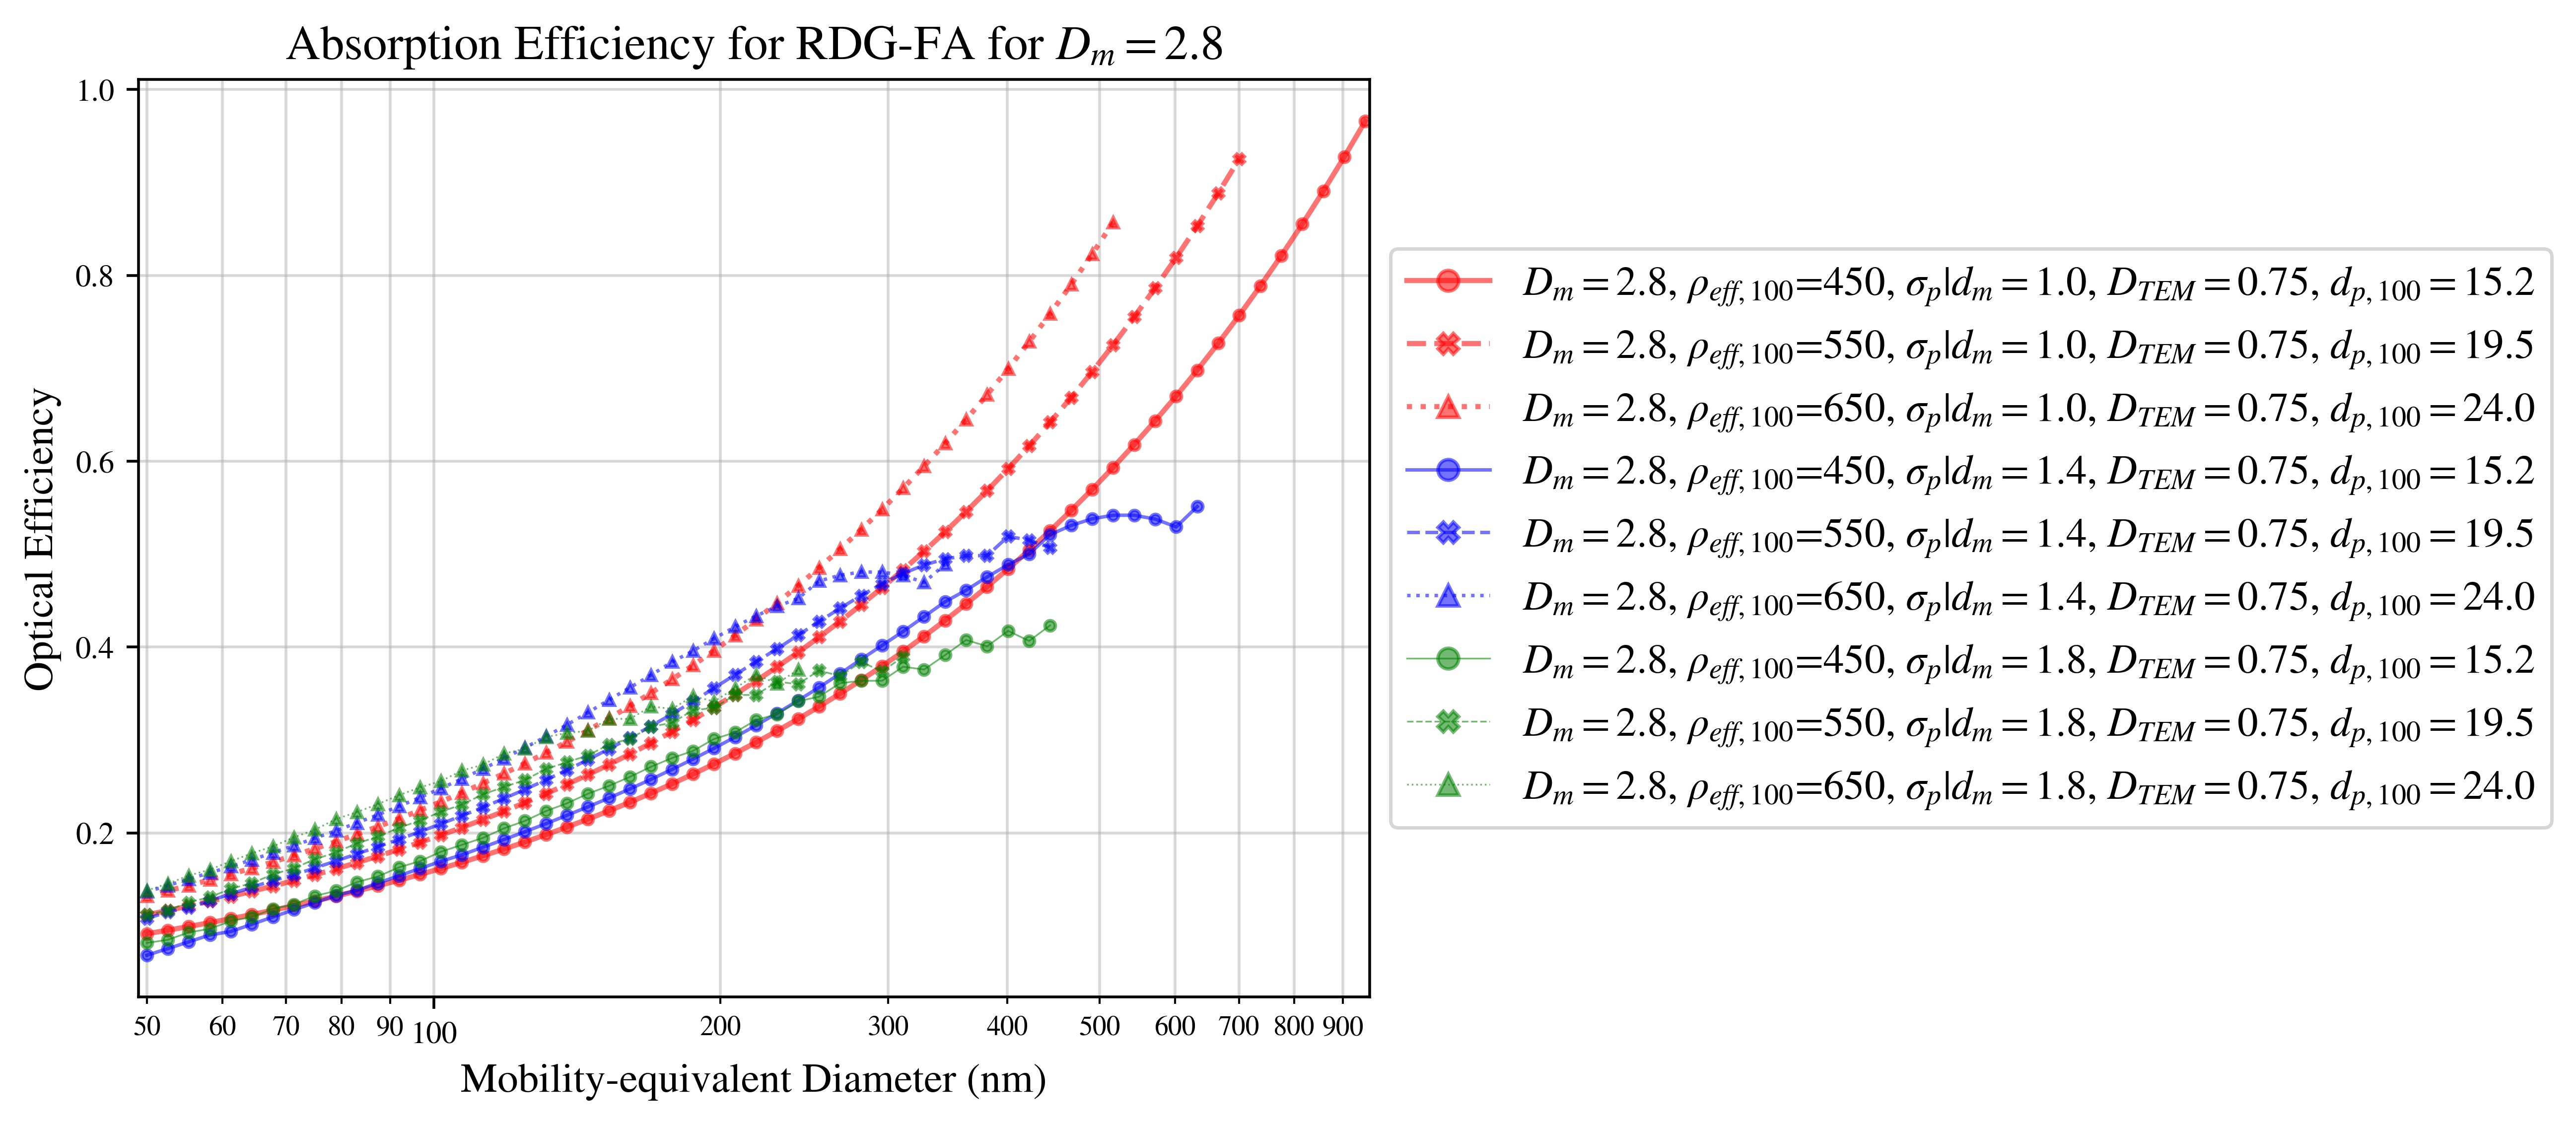 Absorption Efficiency for RDG-FA for Dₘ = 2.8
1.0
0.8
0.6
0.4
0.2
Optical Efficiency
50 60 70 80 90 100 200 300 400 500 600 700 800 900
Mobility-equivalent Diameter (nm)
D_m = 2.8, ρ_eff,100=450, σ_p|d_m = 1.0, D_TEM = 0.75, d_p,100 = 15.2
D_m = 2.8, ρ_eff,100=550, σ_p|d_m = 1.0, D_TEM = 0.75, d_p,100 = 19.5
D_m = 2.8, ρ_eff,100=650, σ_p|d_m = 1.0, D_TEM = 0.75, d_p,100 = 24.0
D_m = 2.8, ρ_eff,100=450, σ_p|d_m = 1.4, D_TEM = 0.75, d_p,100 = 15.2
D_m = 2.8, ρ_eff,100=550, σ_p|d_m = 1.4, D_TEM = 0.75, d_p,100 = 19.5
D_m = 2.8, ρ_eff,100=650, σ_p|d_m = 1.4, D_TEM = 0.75, d_p,100 = 24.0
D_m = 2.8, ρ_eff,100=450, σ_p|d_m = 1.8, D_TEM = 0.75, d_p,100 = 15.2
D_m = 2.8, ρ_eff,100=550, σ_p|d_m = 1.8, D_TEM = 0.75, d_p,100 = 19.5
D_m = 2.8, ρ_eff,100=650, σ_p|d_m = 1.8, D_TEM = 0.75, d_p,100 = 24.0